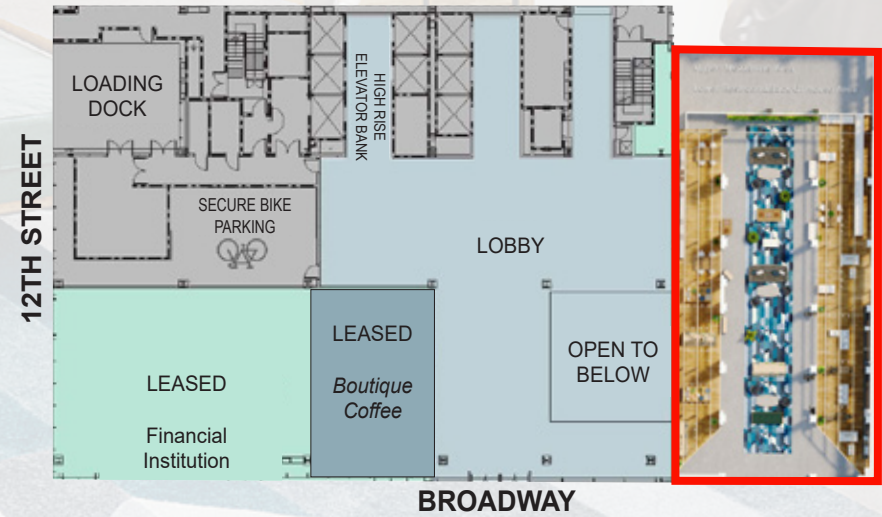 LOADING
DOCK
HIGH RISE
ELEVATOR BANK
12TH STREET
SECURE BIKE
PARKING
LOBBY
LEASED
Financial
Institution
LEASED
Boutique
Coffee
OPEN TO
BELOW
BROADWAY